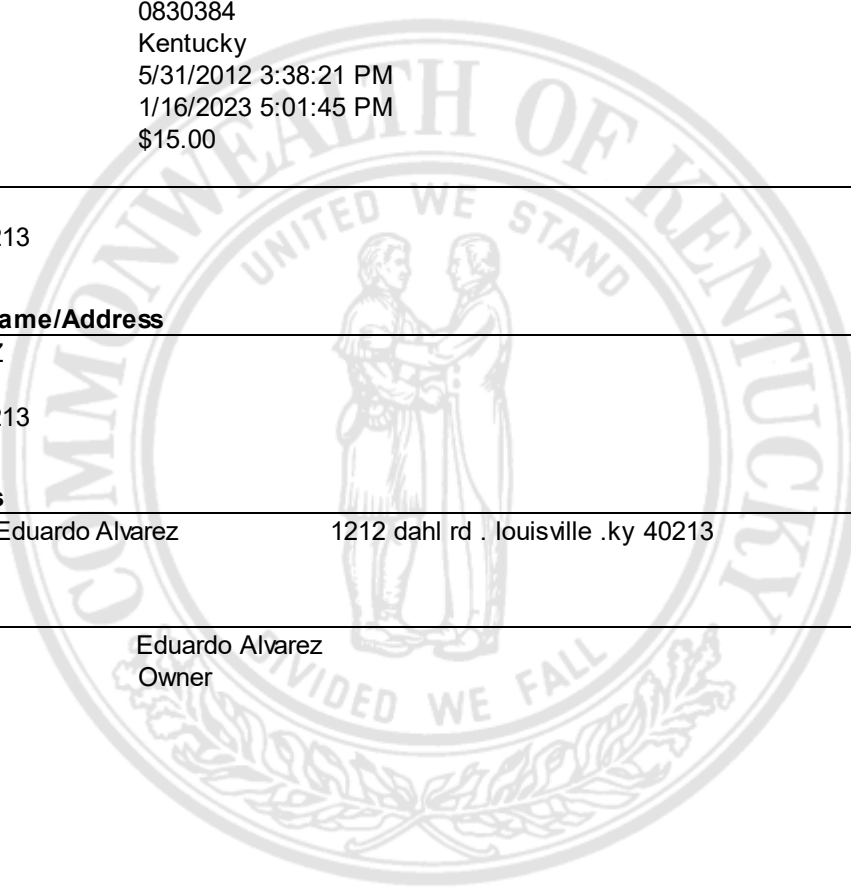 0830384
Kentucky
5/31/2012 3:38:21 PM
1/16/2023 5:01:45 PM
$15.00
213
ame/Address
Z
213
s
Eduardo Alvarez 1212 dahl rd . louisville .ky 40213
Eduardo Alvarez
Owner
COMMONWEALTH OF KENTUCKY
UNITED WE STAND
DIVIDED WE FALL